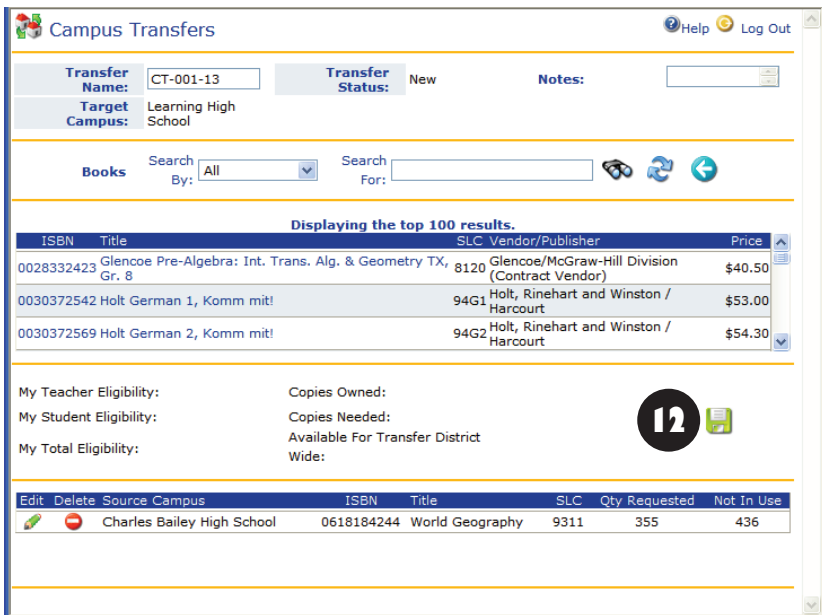 Campus Transfers
Help Log Out
Transfer Name: CT-001-13 Transfer Status: New Notes:
Target Campus: Learning High School
Books Search By: All Search For:
Displaying the top 100 results.
ISBN Title SLC Vendor/Publisher Price
0028332423 Glencoe Pre-Algebra: Int. Trans. Alg. & Geometry TX, Gr. 8 8120 Glencoe/McGraw-Hill Division (Contract Vendor) $40.50
0030372542 Holt German 1, Komm mit! 94G1 Holt, Rinehart and Winston / Harcourt $53.00
0030372569 Holt German 2, Komm mit! 94G2 Holt, Rinehart and Winston / Harcourt $54.30
My Teacher Eligibility: Copies Owned:
My Student Eligibility: Copies Needed:
My Total Eligibility: Available For Transfer District Wide:
12
Edit Delete Source Campus ISBN Title SLC Qty Requested Not In Use
Charles Bailey High School 0618184244 World Geography 9311 355 436